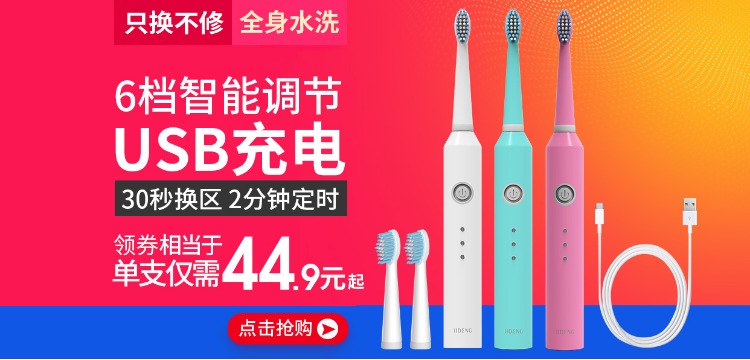 只换不修 全身水洗
6档智能调节
USB充电
30秒换区 2分钟定时
领券相当于
单支仅需44.9元起
点击抢购